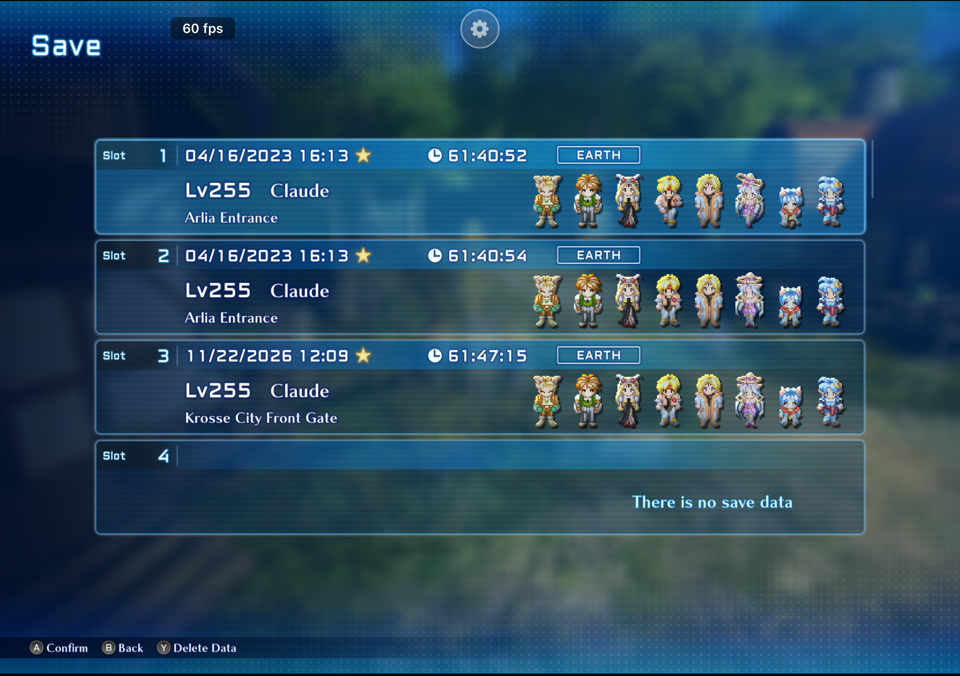 60 fps
Save
Slot 1 04/16/2023 16:13 61:40:52 EARTH
Lv255 Claude
Arlia Entrance
Slot 2 04/16/2023 16:13 61:40:54 EARTH
Lv255 Claude
Arlia Entrance
Slot 3 11/22/2026 12:09 61:47:15 EARTH
Lv255 Claude
Krosse City Front Gate
Slot 4
There is no save data
A Confirm B Back Y Delete Data